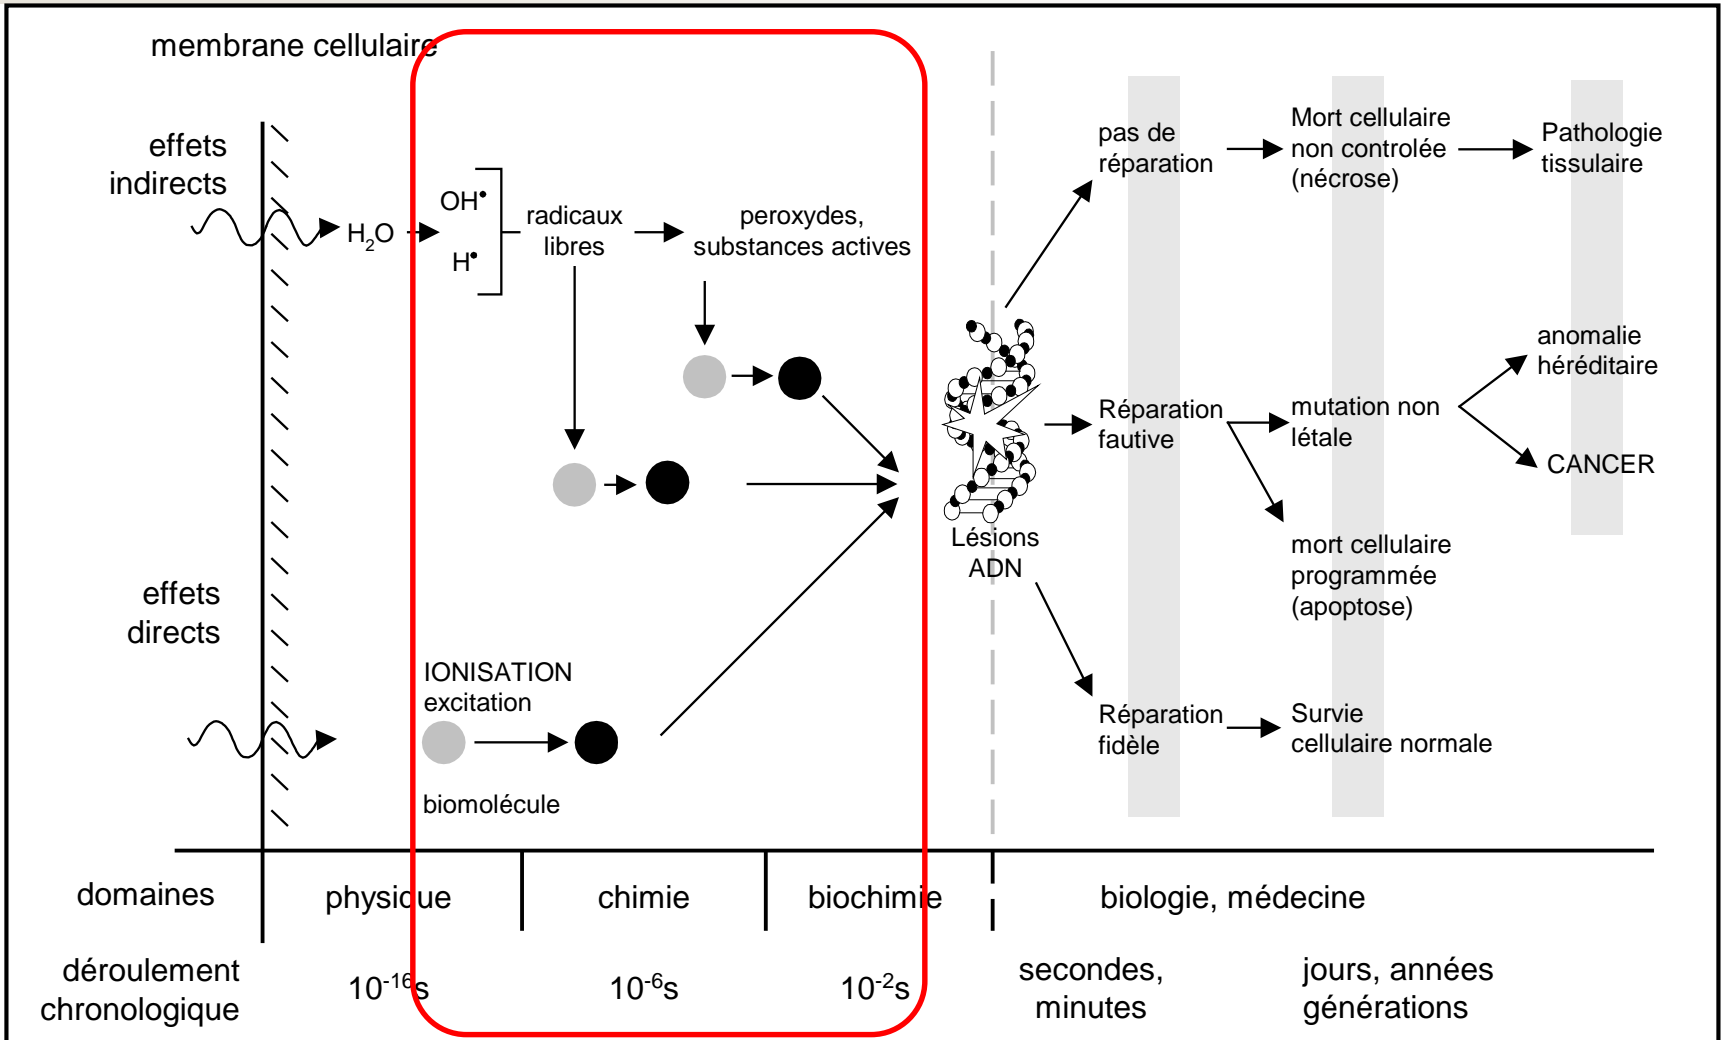 membrane cellulaire
effets
indirects
H₂O
OH•
H•
radicaux
libres
peroxydes,
substances actives
effets
directs
IONISATION
excitation
biomolécule
Lésions
ADN
pas de
réparation
Mort cellulaire
non controlée
(nécrose)
Pathologie
tissulaire
Réparation
fautive
mutation non
létale
anomalie
héréditaire
CANCER
mort cellulaire
programmée
(apoptose)
Réparation
fidèle
Survie
cellulaire normale
domaines
physique
chimie
biochimie
biologie, médecine
déroulement
chronologique
10⁻¹⁶s
10⁻⁶s
10⁻²s
secondes,
minutes
jours, années
générations